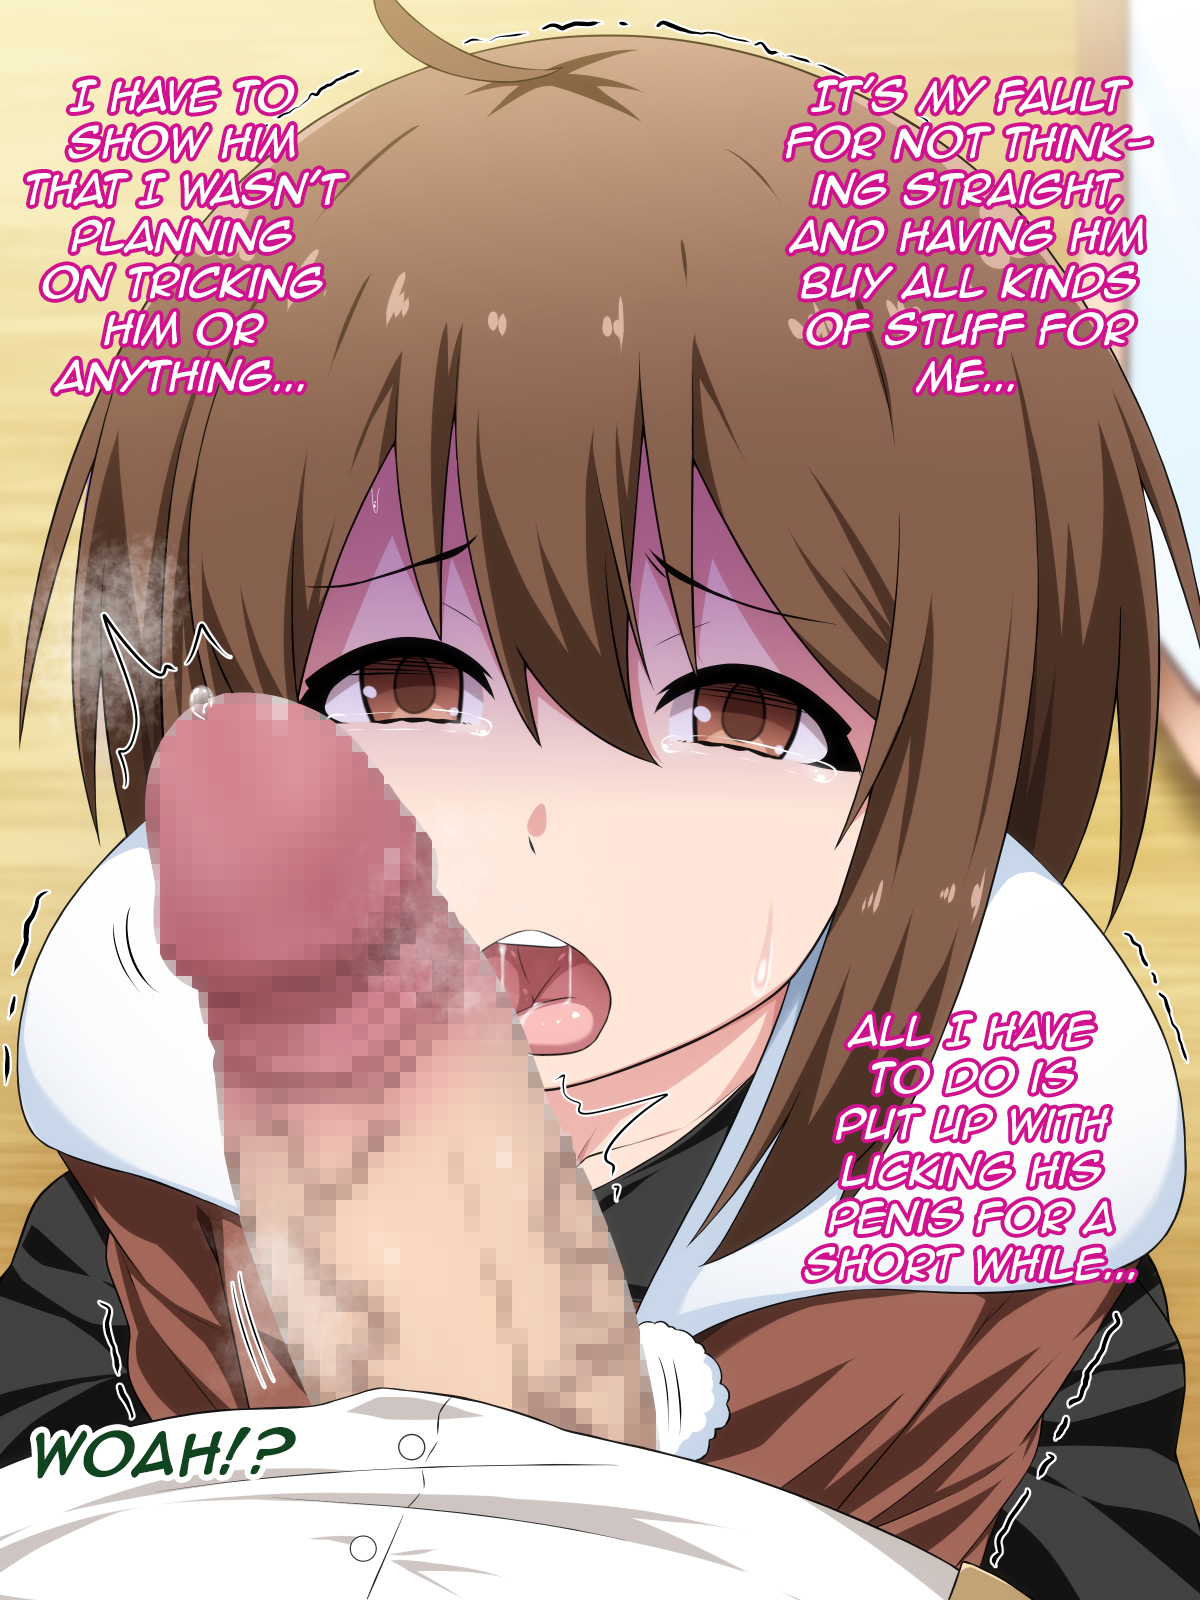 I HAVE TO
SHOW HIM
THAT I WASN'T
PLANNING
ON TRICKING
HIM OR
ANYTHING...
IT'S MY FAULT
FOR NOT THINK-
ING STRAIGHT,
AND HAVING HIM
BUY ALL KINDS
OF STUFF FOR
ME...
ALL I HAVE
TO DO IS
PUT UP WITH
LICKING HIS
PENIS FOR A
SHORT WHILE...
WOAH!?